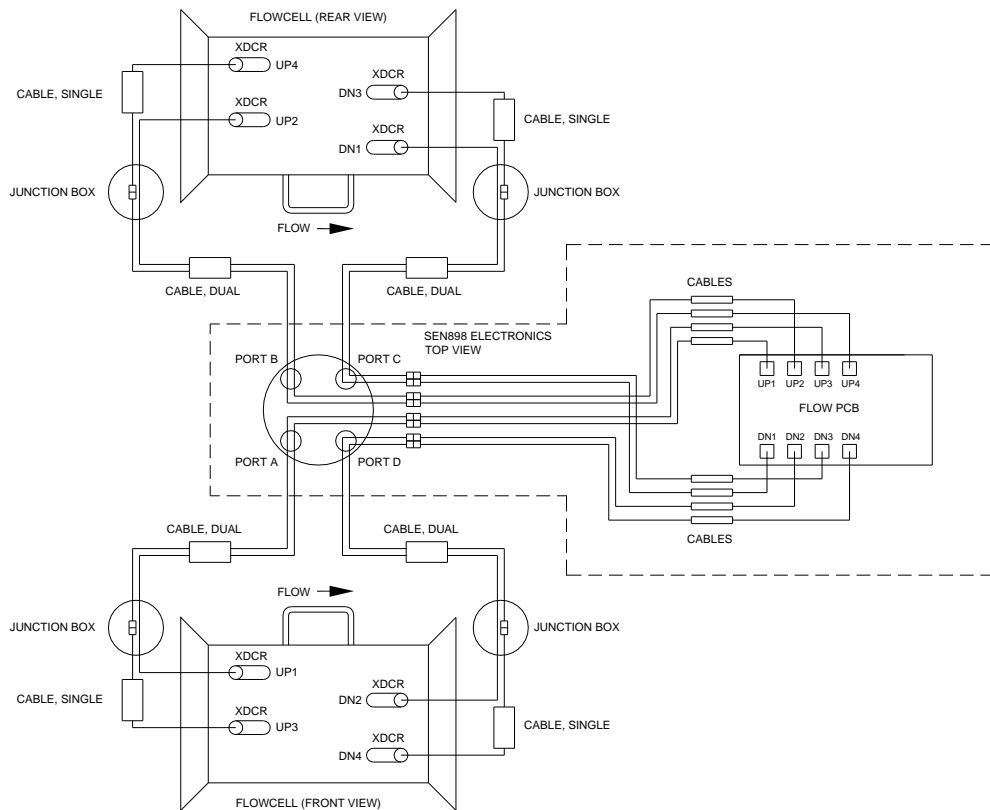 FLOWCELL (REAR VIEW)
XDCR
UP4
XDCR
DN3
CABLE, SINGLE
XDCR
UP2
CABLE, SINGLE
XDCR
DN1
JUNCTION BOX
JUNCTION BOX
FLOW
CABLE, DUAL
CABLE, DUAL
CABLES
SEN898 ELECTRONICS
TOP VIEW
PORT B
PORT C
UP1
UP2
UP3
UP4
FLOW PCB
DN1
DN2
DN3
DN4
PORT A
PORT D
CABLE, DUAL
CABLE, DUAL
CABLES
FLOW
JUNCTION BOX
JUNCTION BOX
XDCR
UP1
XDCR
DN2
CABLE, SINGLE
XDCR
UP3
CABLE, SINGLE
XDCR
DN4
FLOWCELL (FRONT VIEW)